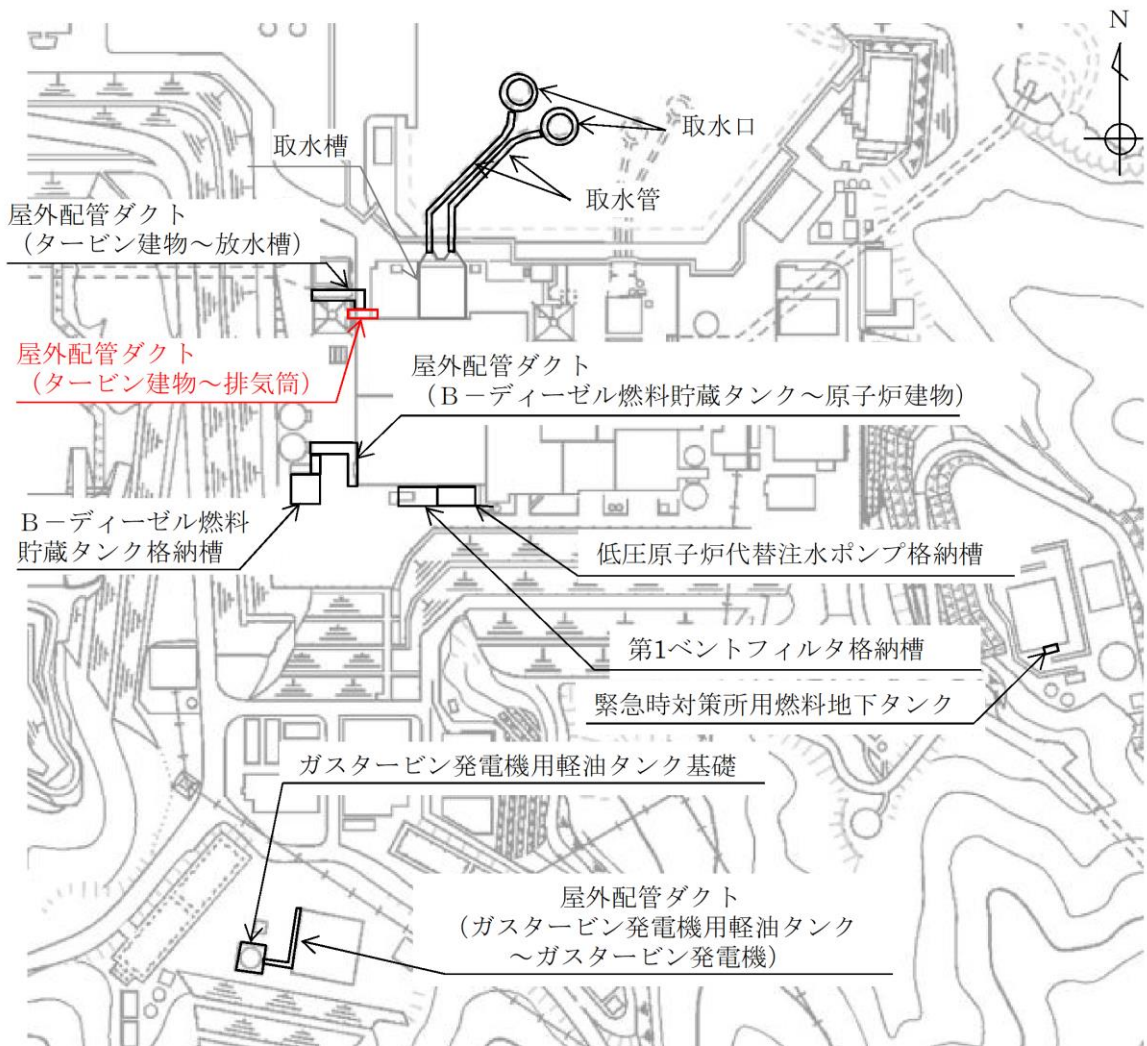 N
取水口
取水槽
取水管
屋外配管ダクト
（タービン建物～放水槽）
屋外配管ダクト
（タービン建物～排気筒）
屋外配管ダクト
（Ｂ－ディーゼル燃料貯蔵タンク～原子炉建物）
Ｂ－ディーゼル燃料
貯蔵タンク格納槽
低圧原子炉代替注水ポンプ格納槽
第1ベントフィルタ格納槽
緊急時対策所用燃料地下タンク
ガスタービン発電機用軽油タンク基礎
屋外配管ダクト
（ガスタービン発電機用軽油タンク
～ガスタービン発電機）